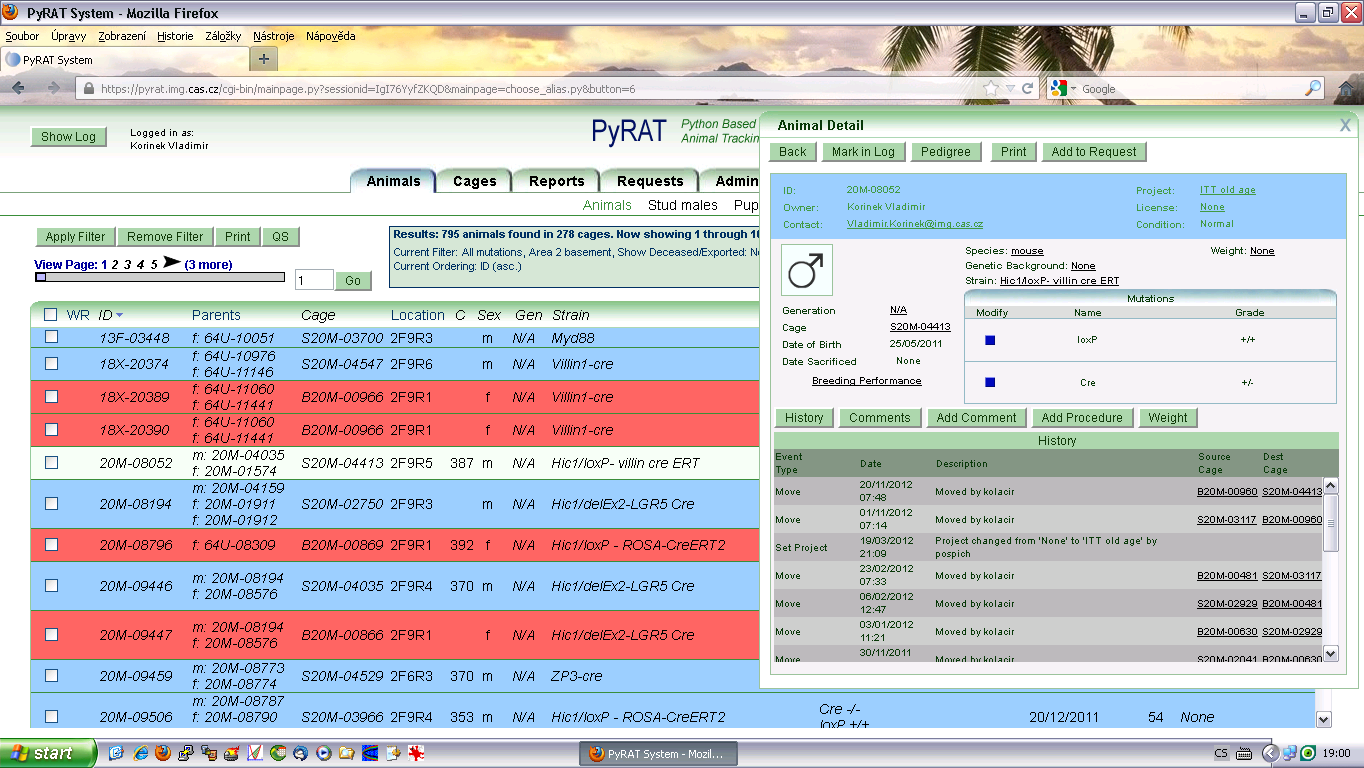 PyRAT System - Mozilla Firefox
Soubor Úpravy Zobrazení Historie Záložky Nástroje Nápověda
PyRAT System
https://pyrat.img.cas.cz/cgi-bin/mainpage.py?sessionid=IgI76YyfZKQD&mainpage=choose_alias.py&button=6
Google
Show Log
Logged in as:
Korinek Vladimir
PyRAT
Python Based
Animal Trackin
Animals Cages Reports Requests Admin
Animals Stud males Pup
Apply Filter Remove Filter Print QS
View Page: 1 2 3 4 5 (3 more)
1 Go
Results: 795 animals found in 278 cages. Now showing 1 through 10
Current Filter: All mutations, Area 2 basement, Show Deceased/Exported: No
Current Ordering: ID (asc.)
WR ID Parents Cage Location C Sex Gen Strain
13F-03448 f: 64U-10051 S20M-03700 2F9R3 m N/A Myd88
18X-20374 f: 64U-10976 f: 64U-11146 S20M-04547 2F9R6 m N/A Villin1-cre
18X-20389 f: 64U-11060 f: 64U-11441 B20M-00966 2F9R1 f N/A Villin1-cre
18X-20390 f: 64U-11060 f: 64U-11441 B20M-00966 2F9R1 f N/A Villin1-cre
20M-08052 m: 20M-04035 f: 20M-01574 S20M-04413 2F9R5 387 m N/A Hic1/loxP- villin cre ERT
20M-08194 m: 20M-04159 f: 20M-01911 f: 20M-01912 S20M-02750 2F9R3 m N/A Hic1/delEx2-LGR5 Cre
20M-08796 f: 64U-08309 B20M-00869 2F9R1 392 f N/A Hic1/loxP - ROSA-CreERT2
20M-09446 m: 20M-08194 f: 20M-08576 S20M-04035 2F9R4 370 m N/A Hic1/delEx2-LGR5 Cre
20M-09447 m: 20M-08194 f: 20M-08576 B20M-00866 2F9R1 f N/A Hic1/delEx2-LGR5 Cre
20M-09459 m: 20M-08773 f: 20M-08774 S20M-04529 2F6R3 370 m N/A ZP3-cre
20M-09506 m: 20M-08787 f: 20M-08790 S20M-03966 2F9R4 353 m N/A Hic1/loxP - ROSA-CreERT2 Cre -/- loxP +/+ 20/12/2011 54 None
Animal Detail X
Back Mark in Log Pedigree Print Add to Request
ID: 20M-08052 Project: ITT old age
Owner: Korinek Vladimir License: None
Contact: Vladimir.Korinek@img.cas.cz Condition: Normal
Species: mouse Weight: None
Genetic Background: None
Strain: Hic1/loxP- villin cre ERT
Generation N/A
Cage S20M-04413
Date of Birth 25/05/2011
Date Sacrificed None
Breeding Performance
Mutations
Modify Name Grade
loxP +/+
Cre +/-
History Comments Add Comment Add Procedure Weight
History
Event Type Date Description Source Cage Dest Cage
Move 20/11/2012 07:48 Moved by kolacir B20M-00960 S20M-04413
Move 01/11/2012 07:14 Moved by kolacir S20M-03117 B20M-00960
Set Project 19/03/2012 21:09 Project changed from 'None' to 'ITT old age' by pospich
Move 23/02/2012 07:33 Moved by kolacir B20M-00481 S20M-03117
Move 06/02/2012 12:47 Moved by kolacir S20M-02929 B20M-00481
Move 03/01/2012 11:21 Moved by kolacir B20M-00630 S20M-02929
Move 30/11/2011 Moved by kolacir S20M-02041 B20M-00630
start PyRAT System - Mozil... CS 19:00